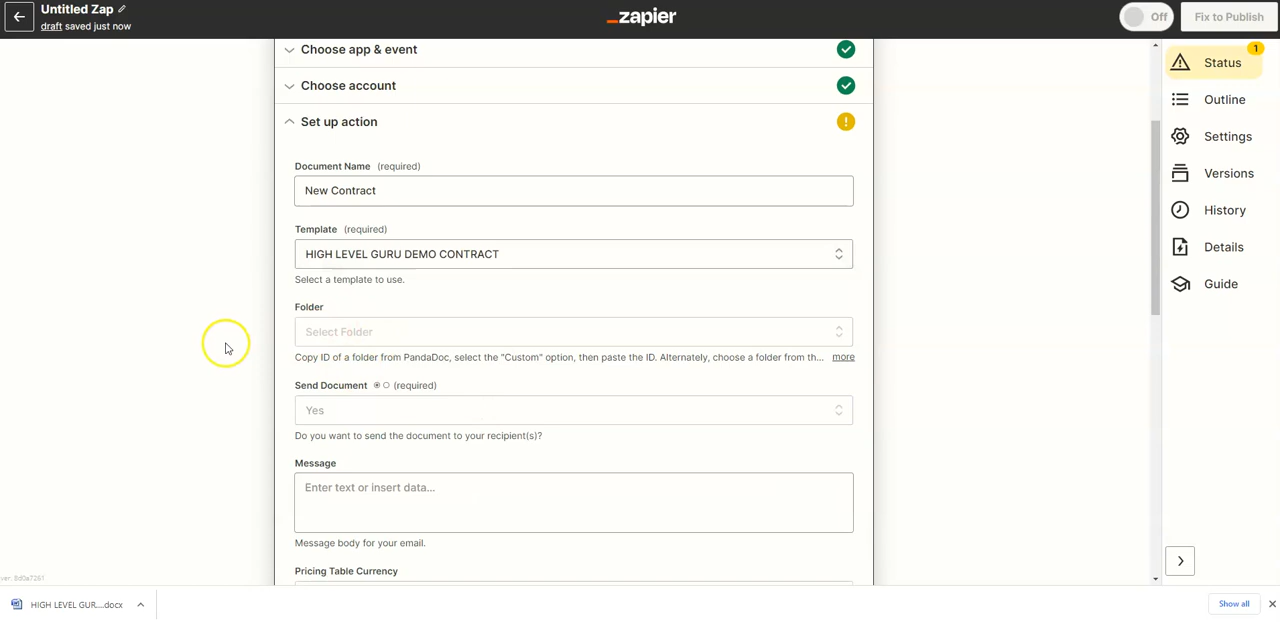 Untitled Zap
draft saved just now
_zapier
Off
Fix to Publish
Choose app & event
Choose account
Set up action
!
Document Name (required)
New Contract
Template (required)
HIGH LEVEL GURU DEMO CONTRACT
Select a template to use.
Folder
Select Folder
Copy ID of a folder from PandaDoc, select the "Custom" option, then paste the ID. Alternately, choose a folder from th... more
Send Document (required)
Yes
Do you want to send the document to your recipient(s)?
Message
Enter text or insert data...
Message body for your email.
Pricing Table Currency
1
Status
Outline
Settings
Versions
History
Details
Guide
ver: 8d0a7261
HIGH LEVEL GUR....docx
Show all